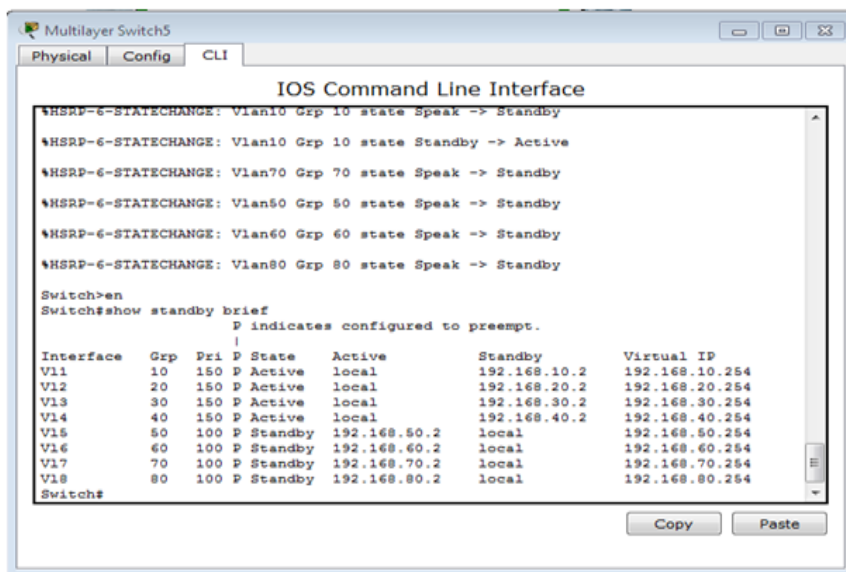 Multilayer Switch5
Physical Config CLI
IOS Command Line Interface
%HSRP-6-STATECHANGE: Vlan10 Grp 10 state Speak -> Standby
%HSRP-6-STATECHANGE: Vlan10 Grp 10 state Standby -> Active
%HSRP-6-STATECHANGE: Vlan70 Grp 70 state Speak -> Standby
%HSRP-6-STATECHANGE: Vlan50 Grp 50 state Speak -> Standby
%HSRP-6-STATECHANGE: Vlan60 Grp 60 state Speak -> Standby
%HSRP-6-STATECHANGE: Vlan80 Grp 80 state Speak -> Standby
Switch>en
Switch#show standby brief
P indicates configured to preempt.
|
Interface Grp Pri P State Active Standby Virtual IP
Vl1 10 150 P Active local 192.168.10.2 192.168.10.254
Vl2 20 150 P Active local 192.168.20.2 192.168.20.254
Vl3 30 150 P Active local 192.168.30.2 192.168.30.254
Vl4 40 150 P Active local 192.168.40.2 192.168.40.254
Vl5 50 100 P Standby 192.168.50.2 local 192.168.50.254
Vl6 60 100 P Standby 192.168.60.2 local 192.168.60.254
Vl7 70 100 P Standby 192.168.70.2 local 192.168.70.254
Vl8 80 100 P Standby 192.168.80.2 local 192.168.80.254
Switch#
Copy Paste